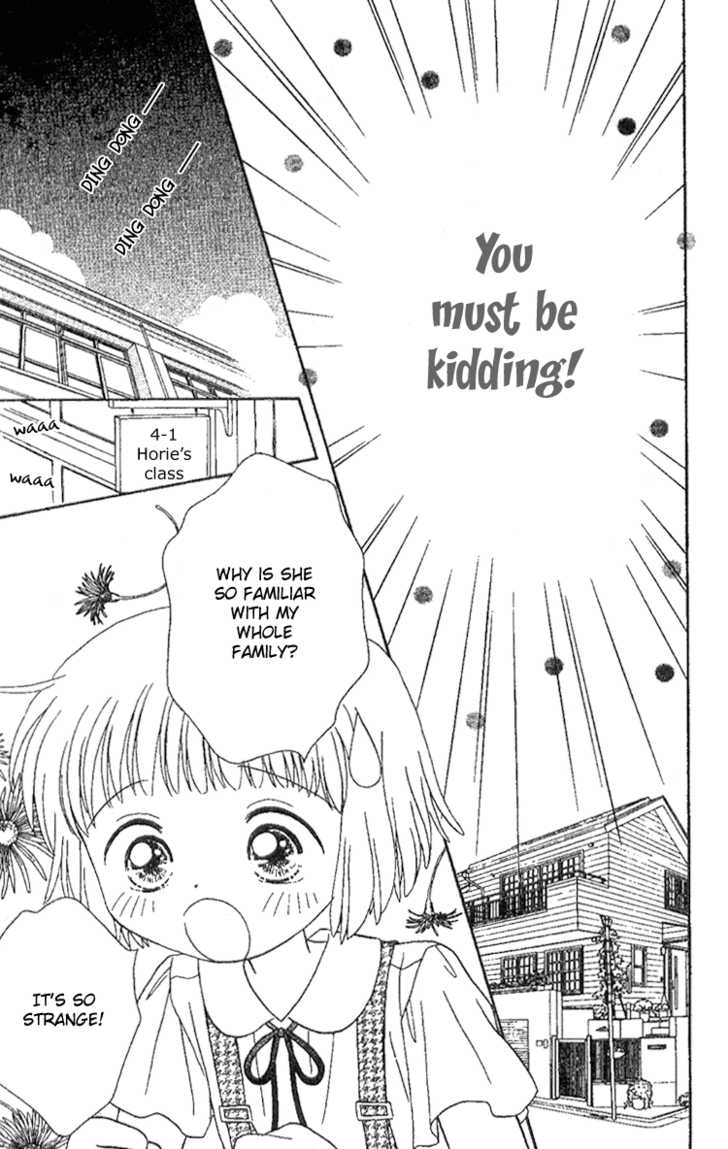 You
must be
kidding!
DING DONG —
DING DONG —
waaa
waaa
4-1
Horie's
class
WHY IS SHE
SO FAMILIAR
WITH MY
WHOLE
FAMILY?
IT'S SO
STRANGE!